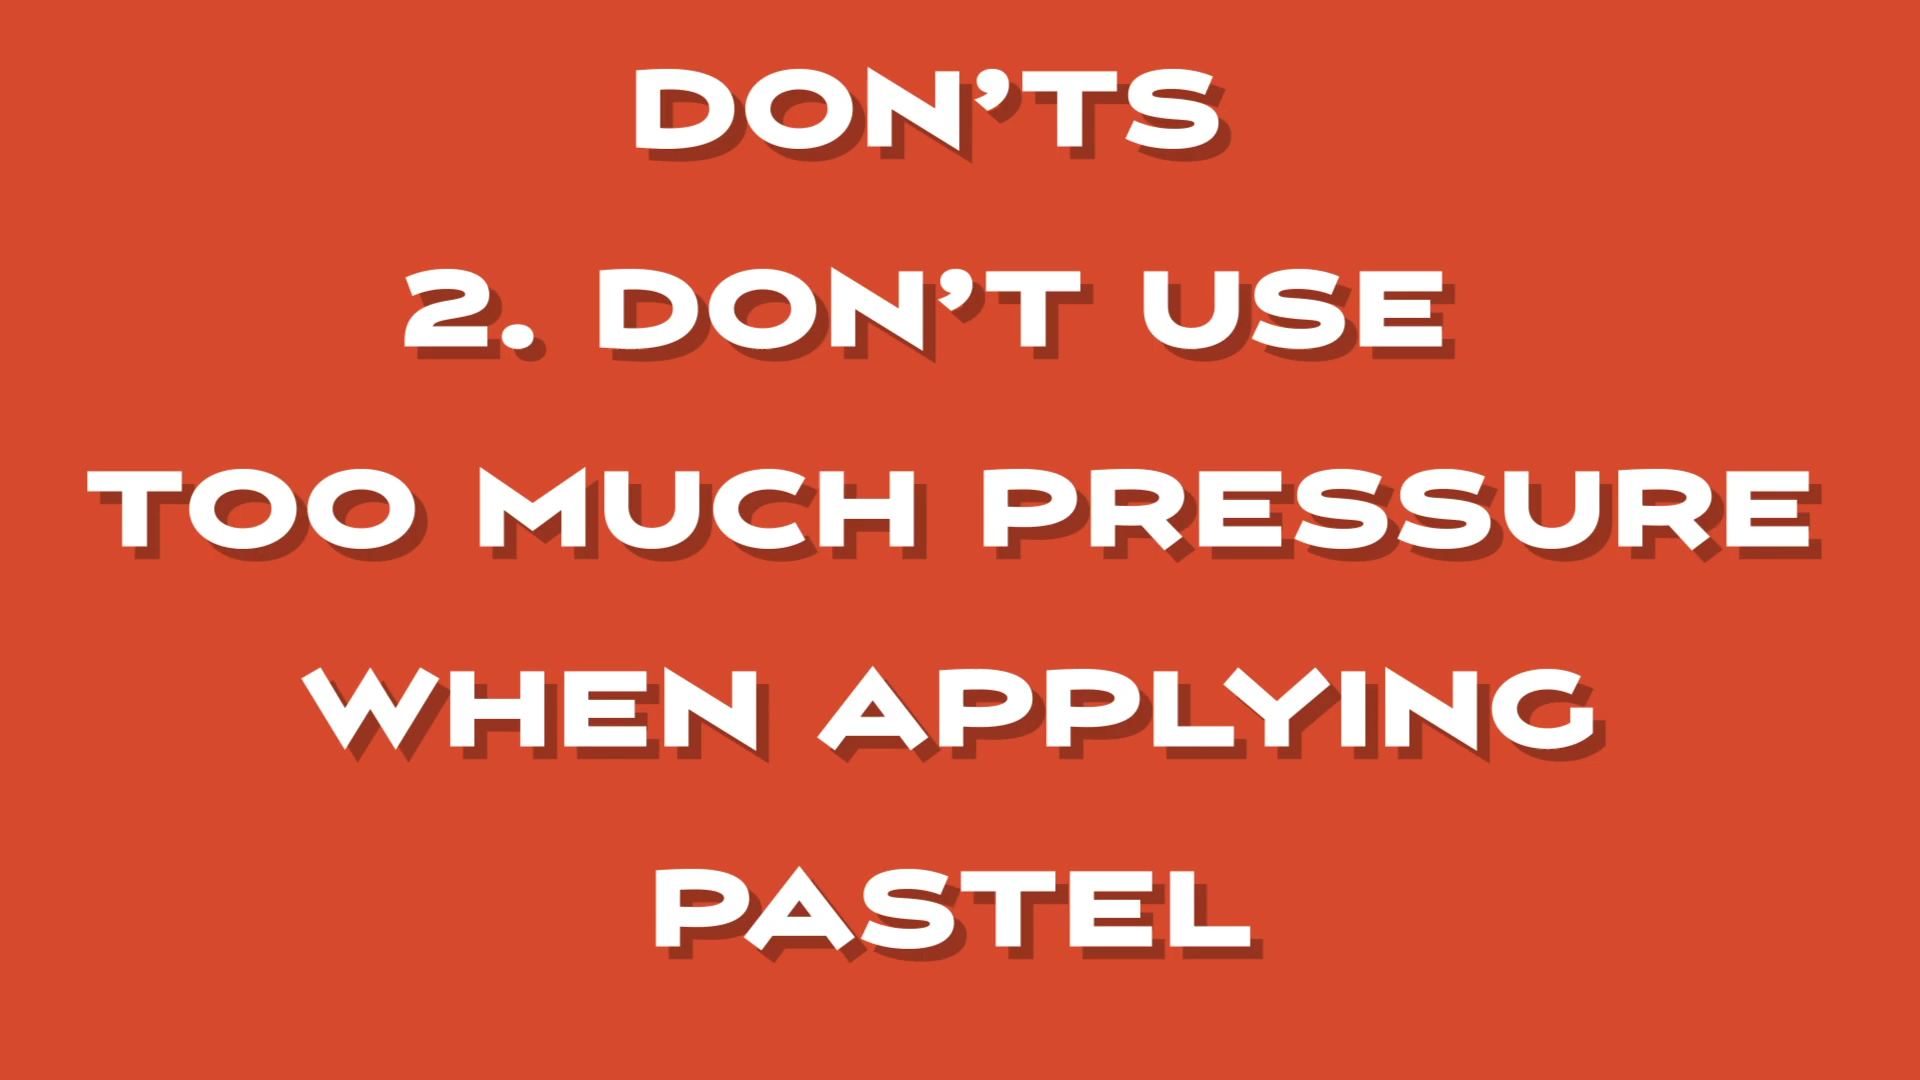 DON’TS
2. DON’T USE
TOO MUCH PRESSURE
WHEN APPLYING
PASTEL